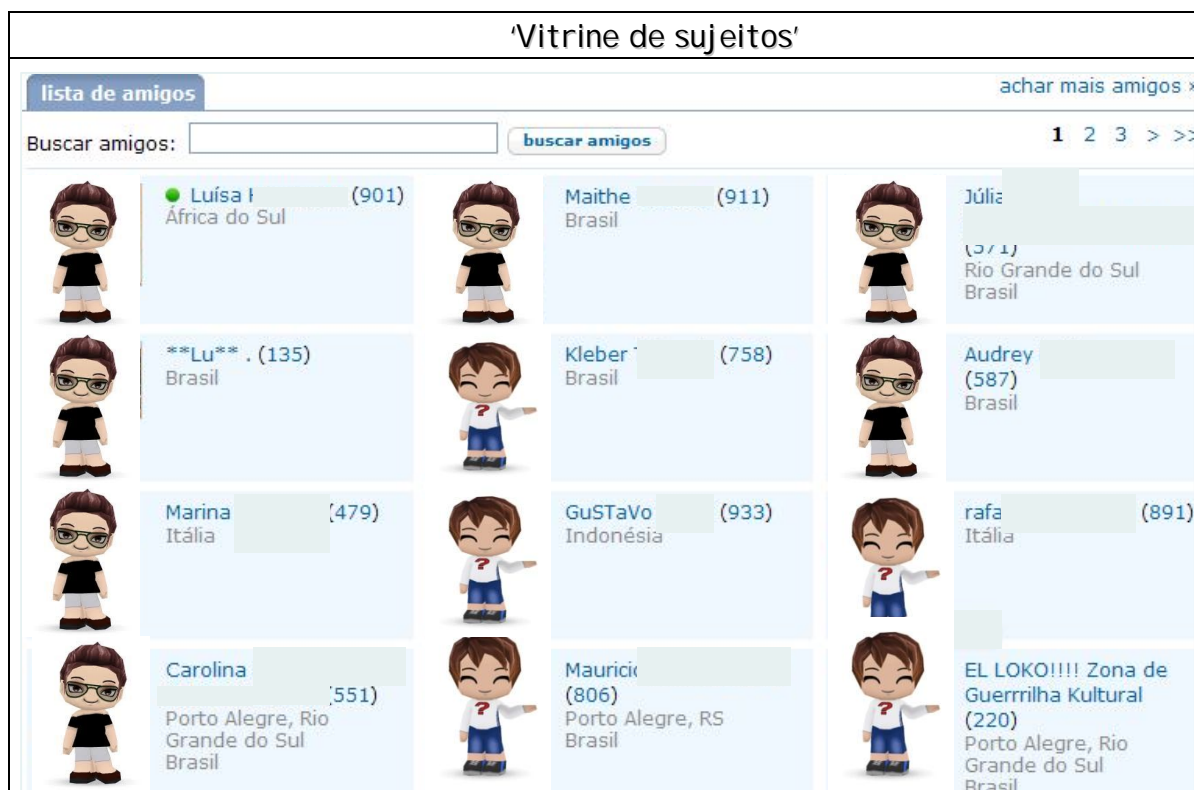 'Vitrine de sujeitos'
lista de amigos
achar mais amigos »
Buscar amigos:
buscar amigos
1 2 3 > >>
Luísa (901)
África do Sul
Maithe (911)
Brasil
Júlia
(571)
Rio Grande do Sul
Brasil
**Lu** . (135)
Brasil
Kleber (758)
Brasil
Audrey
(587)
Brasil
Marina (479)
Itália
GuSTaVo (933)
Indonésia
rafa (891)
Itália
Carolina
(551)
Porto Alegre, Rio
Grande do Sul
Brasil
Mauricio
(806)
Porto Alegre, RS
Brasil
EL LOKO!!!! Zona de
Guerrrilha Kultural
(220)
Porto Alegre, Rio
Grande do Sul
Brasil
?
?
?
?
?